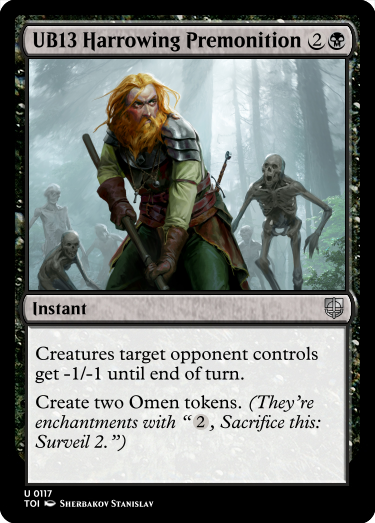 UB13 Harrowing Premonition 2
Instant
Creatures target opponent controls
get -1/-1 until end of turn.
Create two Omen tokens. (They're
enchantments with “2, Sacrifice this:
Surveil 2.”)
U 0117
TOI Sherbakov Stanislav